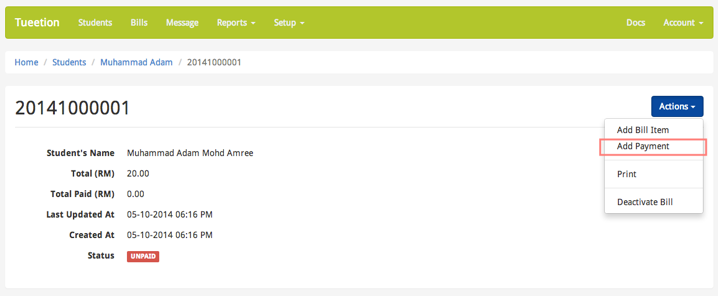 Tueetion Students Bills Message Reports Setup Docs Account
Home / Students / Muhammad Adam / 20141000001
20141000001
Actions
Add Bill Item
Add Payment
Print
Deactivate Bill
Student's Name Muhammad Adam Mohd Amree
Total (RM) 20.00
Total Paid (RM) 0.00
Last Updated At 05-10-2014 06:16 PM
Created At 05-10-2014 06:16 PM
Status UNPAID